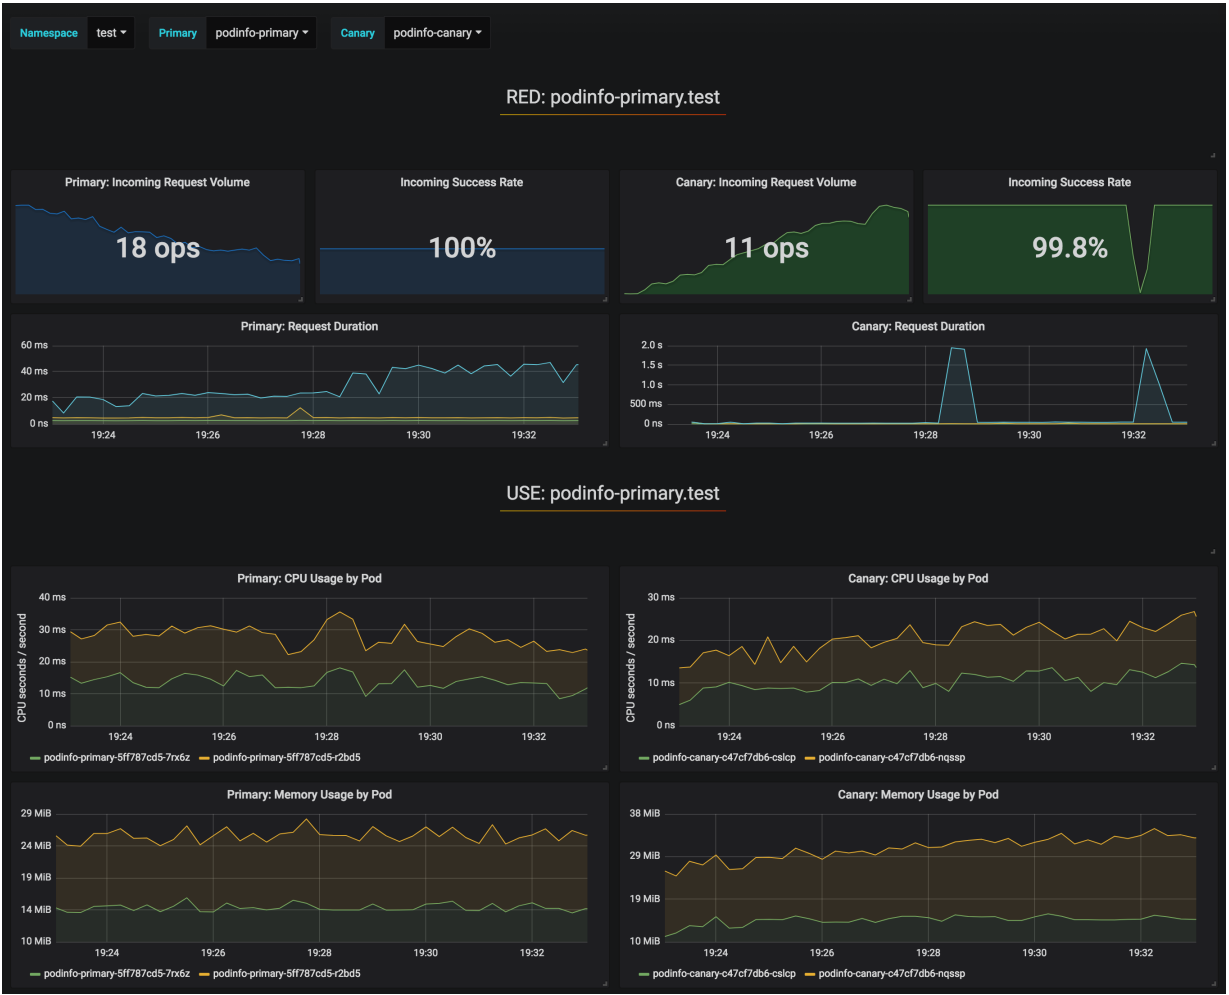 Namespace test Primary podinfo-primary Canary podinfo-canary
RED: podinfo-primary.test
Primary: Incoming Request Volume
18 ops
Incoming Success Rate
100%
Canary: Incoming Request Volume
11 ops
Incoming Success Rate
99.8%
Primary: Request Duration
60 ms
40 ms
20 ms
0 ns
19:24 19:26 19:28 19:30 19:32
Canary: Request Duration
2.0 s
1.5 s
1.0 s
500 ms
0 ns
19:24 19:26 19:28 19:30 19:32
USE: podinfo-primary.test
Primary: CPU Usage by Pod
CPU seconds / second
40 ms
30 ms
20 ms
10 ms
0 ns
19:24 19:26 19:28 19:30 19:32
podinfo-primary-5ff787cd5-7rx6z podinfo-primary-5ff787cd5-r2bd5
Canary: CPU Usage by Pod
CPU seconds / second
30 ms
20 ms
10 ms
0 ns
19:24 19:26 19:28 19:30 19:32
podinfo-canary-c47cf7db6-cslcp podinfo-canary-c47cf7db6-nqssp
Primary: Memory Usage by Pod
29 MiB
24 MiB
19 MiB
14 MiB
10 MiB
19:24 19:26 19:28 19:30 19:32
podinfo-primary-5ff787cd5-7rx6z podinfo-primary-5ff787cd5-r2bd5
Canary: Memory Usage by Pod
38 MiB
29 MiB
19 MiB
10 MiB
19:24 19:26 19:28 19:30 19:32
podinfo-canary-c47cf7db6-cslcp podinfo-canary-c47cf7db6-nqssp